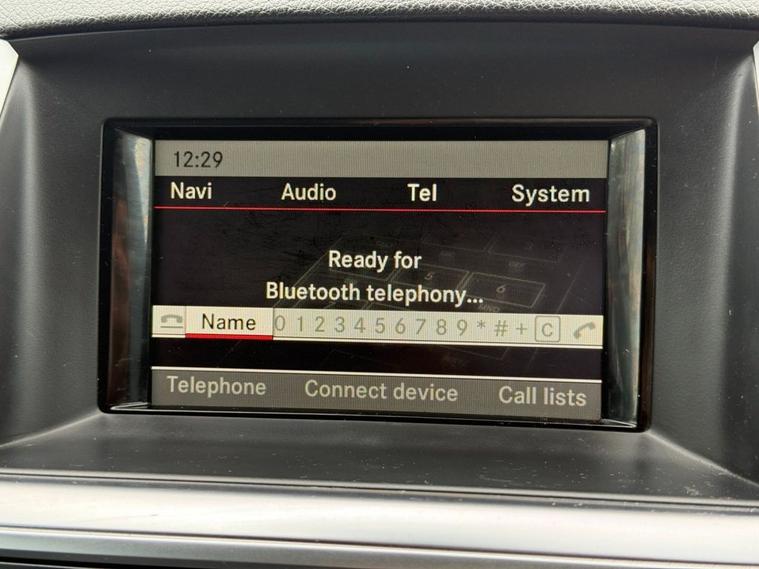 12:29
Navi Audio Tel System
Ready for
Bluetooth telephony...
Name 0 1 2 3 4 5 6 7 8 9 * # + C
Telephone Connect device Call lists